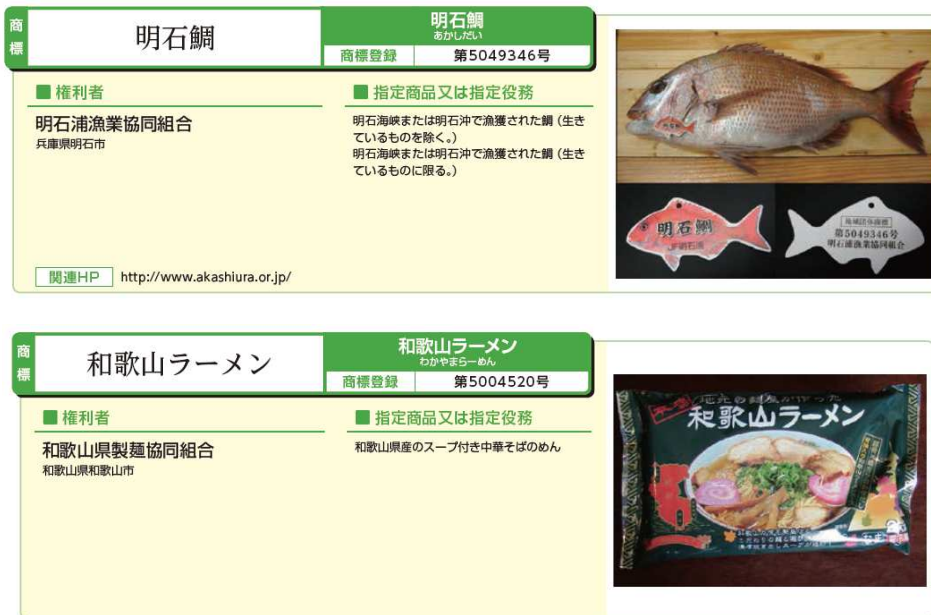 商標
明石鯛
明石鯛
あかしだい
商標登録
第5049346号
■権利者
明石浦漁業協同組合
兵庫県明石市
■指定商品又は指定役務
明石海峡または明石沖で漁獲された鯛(生き
ているものを除く。)
明石海峡または明石沖で漁獲された鯛(生き
ているものに限る。)
関連HP
http://www.akashiura.or.jp/
明石鯛
JF明石浦
地域団体商標
第5049346号
明石浦漁業協同組合
商標
和歌山ラーメン
和歌山ラーメン
わかやまらーめん
商標登録
第5004520号
■権利者
和歌山県製麺協同組合
和歌山県和歌山市
■指定商品又は指定役務
和歌山県産のスープ付き中華そばのめん
和歌山ラーメン